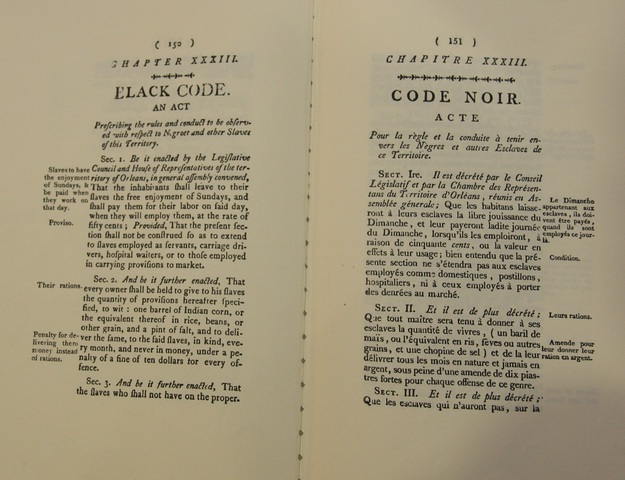 ( 150 )
CHAPTER XXXIII.
BLACK CODE.
AN ACT
Preſcribing the rules and conduct to be obſerv-
ed with reſpect to Negroes and other Slaves
of this Territory.
Slaves to have
the enjoyment
of Sundays, &
be paid when
they work on
that day.
Proviſo.
Sec. 1. Be it enacted by the Legiſlative
Council and Houſe of Repreſentatives of the ter-
ritory of Orleans, in general aſſembly convened,
That the inhabitants ſhall leave to their
ſlaves the free enjoyment of Sundays, and
ſhall pay them for their labor on ſaid day,
when they will employ them, at the rate of
fifty cents; Provided, That the preſent ſec-
tion ſhall not be conſtrued ſo as to extend
to ſlaves employed as ſervants, carriage dri-
vers, hoſpital waiters, or to thoſe employed
in carrying proviſions to market.
Their rations.
Sec. 2. And be it further enacted, That
every owner ſhall be held to give to his ſlaves
the quantity of proviſions hereafter ſpeci-
fied, to wit: one barrel of Indian corn, or
the equivalent thereof in rice, beans, or
other grain, and a pint of ſalt, and to deli-
ver the ſame, to the ſaid ſlaves, in kind, eve-
ry month, and never in money, under a pe-
nalty of a fine of ten dollars for every of-
fence.
Penalty for de-
livering them
money instead
of rations.
Sec. 3. And be it further enacted, That
the ſlaves who ſhall not have on the proper.
( 151 )
CHAPITRE XXXIII.
CODE NOIR.
ACTE
Pour la règle et la conduite à tenir en-
vers les Nègres et autres Esclaves de
ce Territoire.
SECT. Ire. Il est décrété par le Conseil
Législatif et par la Chambre des Représen-
tans du Territoire d'Orléans, réunis en As-
semblée générale; Que les habitans laisse-
ront à leurs esclaves la libre jouissance du
Dimanche, et leur payeront ladite journée
du Dimanche, lorsqu'ils les emploiront, à
raison de cinquante cents, ou la valeur en
effets à leur usage; bien entendu que la pré-
sente section ne s'étendra pas aux esclaves
employés comme domestiques, postillons,
hospitaliers, ni à ceux employés à porter
des denrées au marché.
Le Dimanche
appartenant aux
esclaves, ils doi-
vent être payés,
quand ils sont
employés ce jour-
là.
Condition.
SECT. II. Et il est de plus décrété;
Que tout maître sera tenu à donner à ses
esclaves la quantité de vivres, ( un baril de
maïs, ou l'équivalent en ris, fèves ou autres
grains, et une chopine de sel ) et de la leur
délivrer tous les mois en nature et jamais en
argent, sous peine d'une amende de dix pias-
tres fortes pour chaque offense de ce genre.
Leurs rations.
Amende pour
leur donner leur
ration en argent.
SECT. III. Et il est de plus décrété;
Que les esclaves qui n'auront pas, sur la